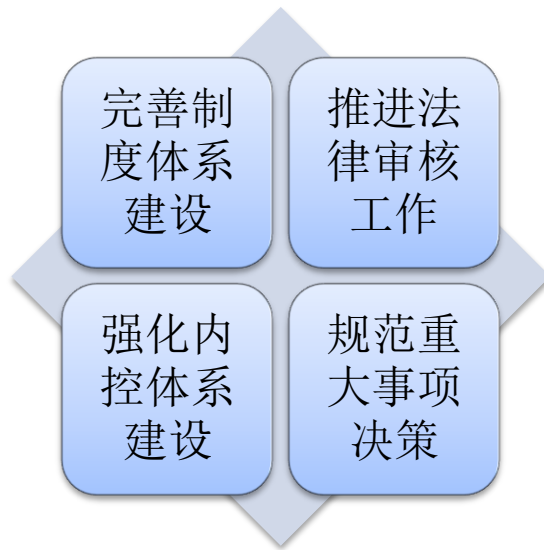 完善制
度体系
建设
推进法
律审核
工作
强化内
控体系
建设
规范重
大事项
决策